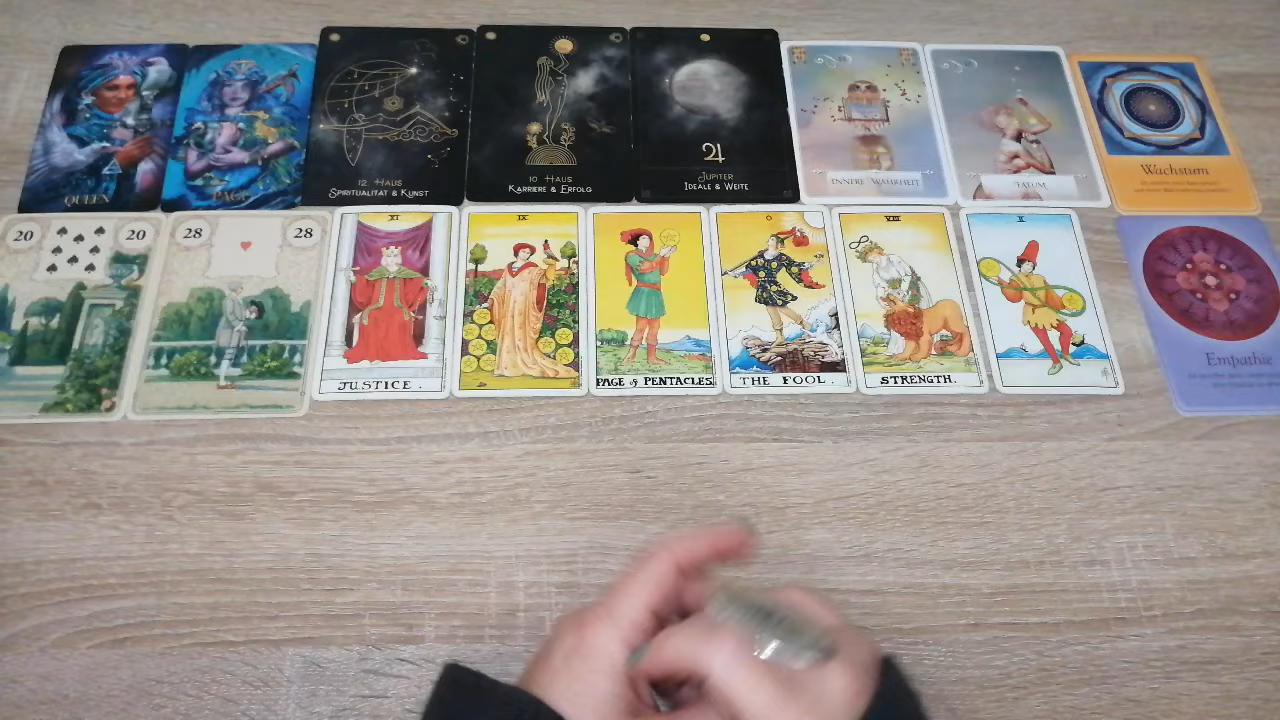 QUEEN
PAGE
12. HAUS
SPIRITUALITÄT & KUNST
10 HAUS
KARRIERE & ERFOLG
JUPITER
IDEALE & WEITE
INNERE WAHRHEIT
FATUM
Wachstum
20 20
28 28
XI
JUSTICE.
IX
PAGE of PENTACLES.
0
THE FOOL.
VIII
STRENGTH.
II
Empathie